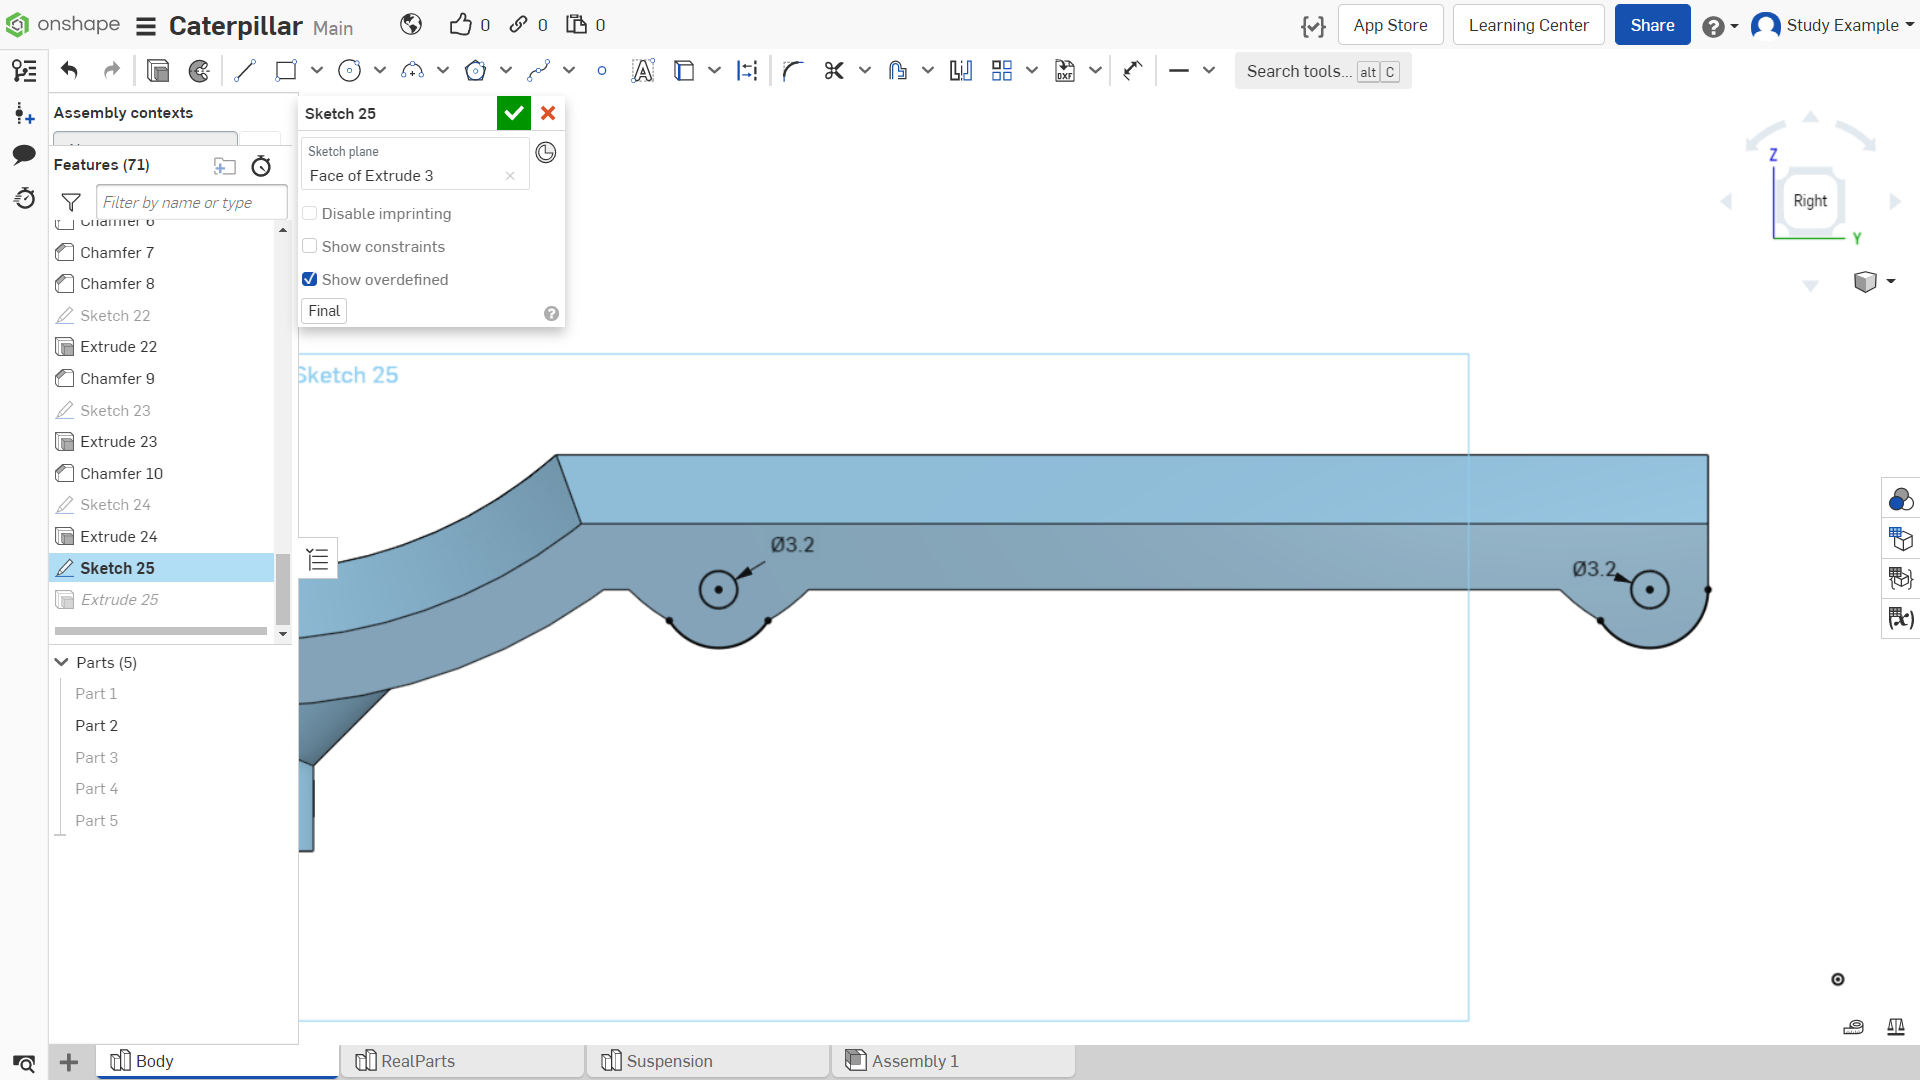 onshape Caterpillar Main 0 0 0 App Store Learning Center Share Study Example
Search tools... alt C
Assembly contexts
Features (71)
Filter by name or type
Chamfer 6
Chamfer 7
Chamfer 8
Sketch 22
Extrude 22
Chamfer 9
Sketch 23
Extrude 23
Chamfer 10
Sketch 24
Extrude 24
Sketch 25
Extrude 25
Parts (5)
Part 1
Part 2
Part 3
Part 4
Part 5
Sketch 25
Sketch plane
Face of Extrude 3
Disable imprinting
Show constraints
Show overdefined
Final
Sketch 25
Ø3.2
Ø3.2
Z
Right
Y
Body RealParts Suspension Assembly 1